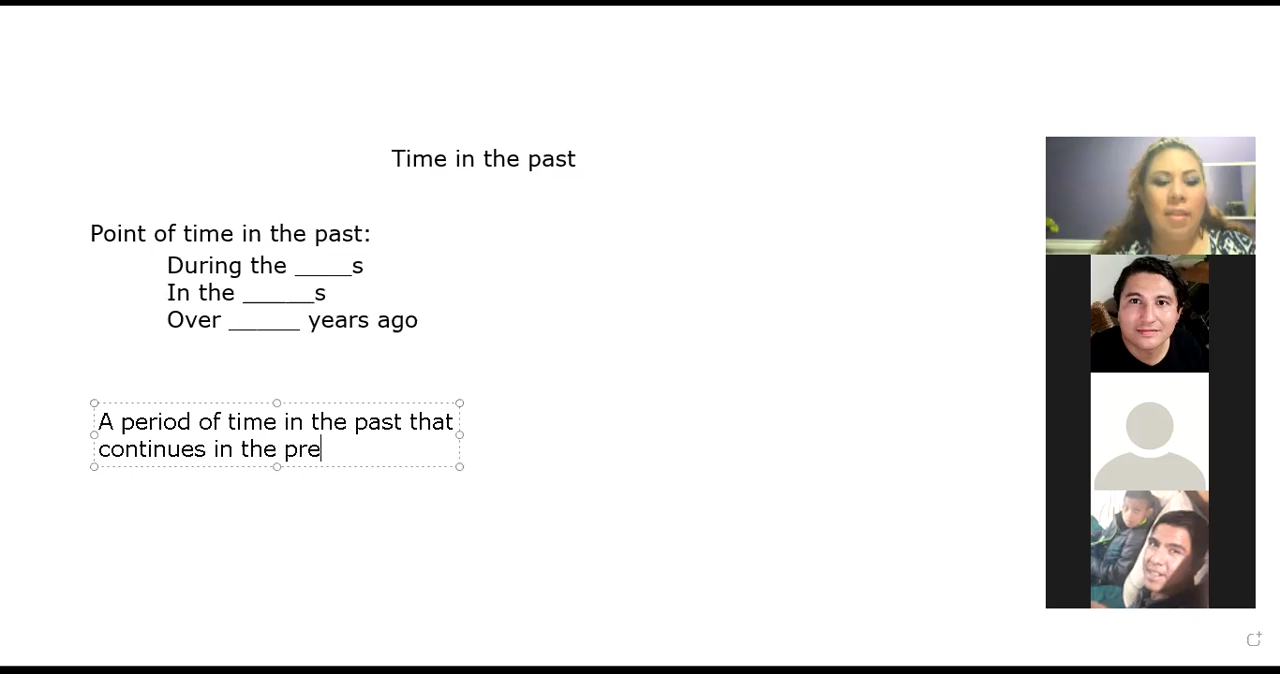 Time in the past
Point of time in the past:
During the _____s
In the ______s
Over ______ years ago
A period of time in the past that
continues in the pre